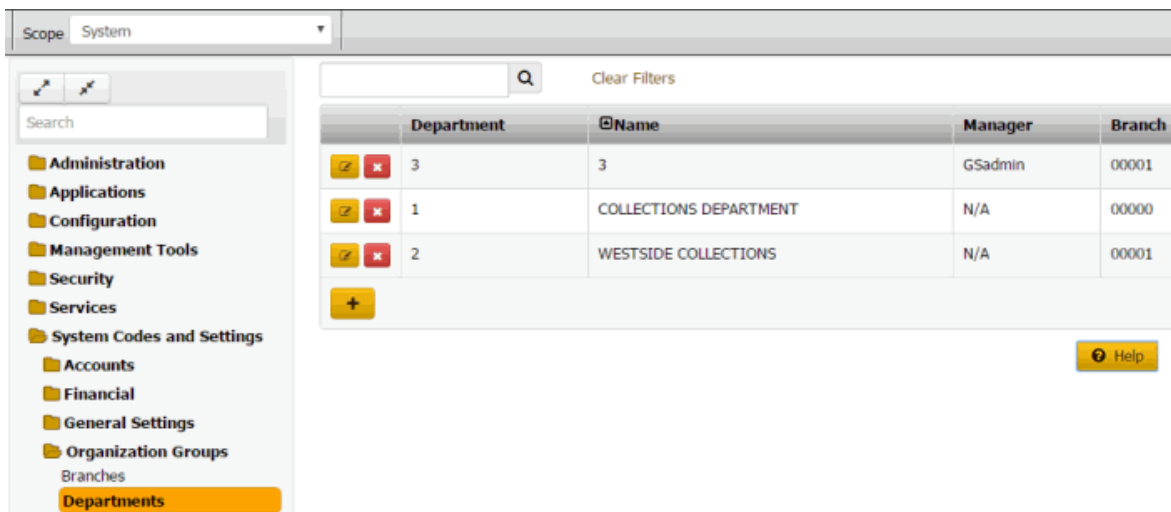 Scope System
Clear Filters
Search
Administration
Applications
Configuration
Management Tools
Security
Services
System Codes and Settings
Accounts
Financial
General Settings
Organization Groups
Branches
Departments
Department Name Manager Branch
3 3 GSadmin 00001
1 COLLECTIONS DEPARTMENT N/A 00000
2 WESTSIDE COLLECTIONS N/A 00001
Help